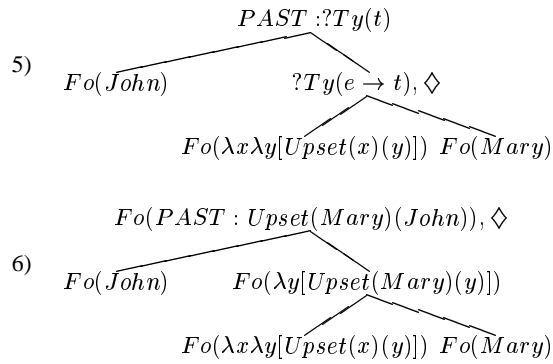 PAST :?Ty(t)
5) Fo(John) ?Ty(e → t), ♢
Fo(λxλy[Upset(x)(y)]) Fo(Mary)
Fo(PAST : Upset(Mary)(John)), ♢
6) Fo(John) Fo(λy[Upset(Mary)(y)])
Fo(λxλy[Upset(x)(y)]) Fo(Mary)